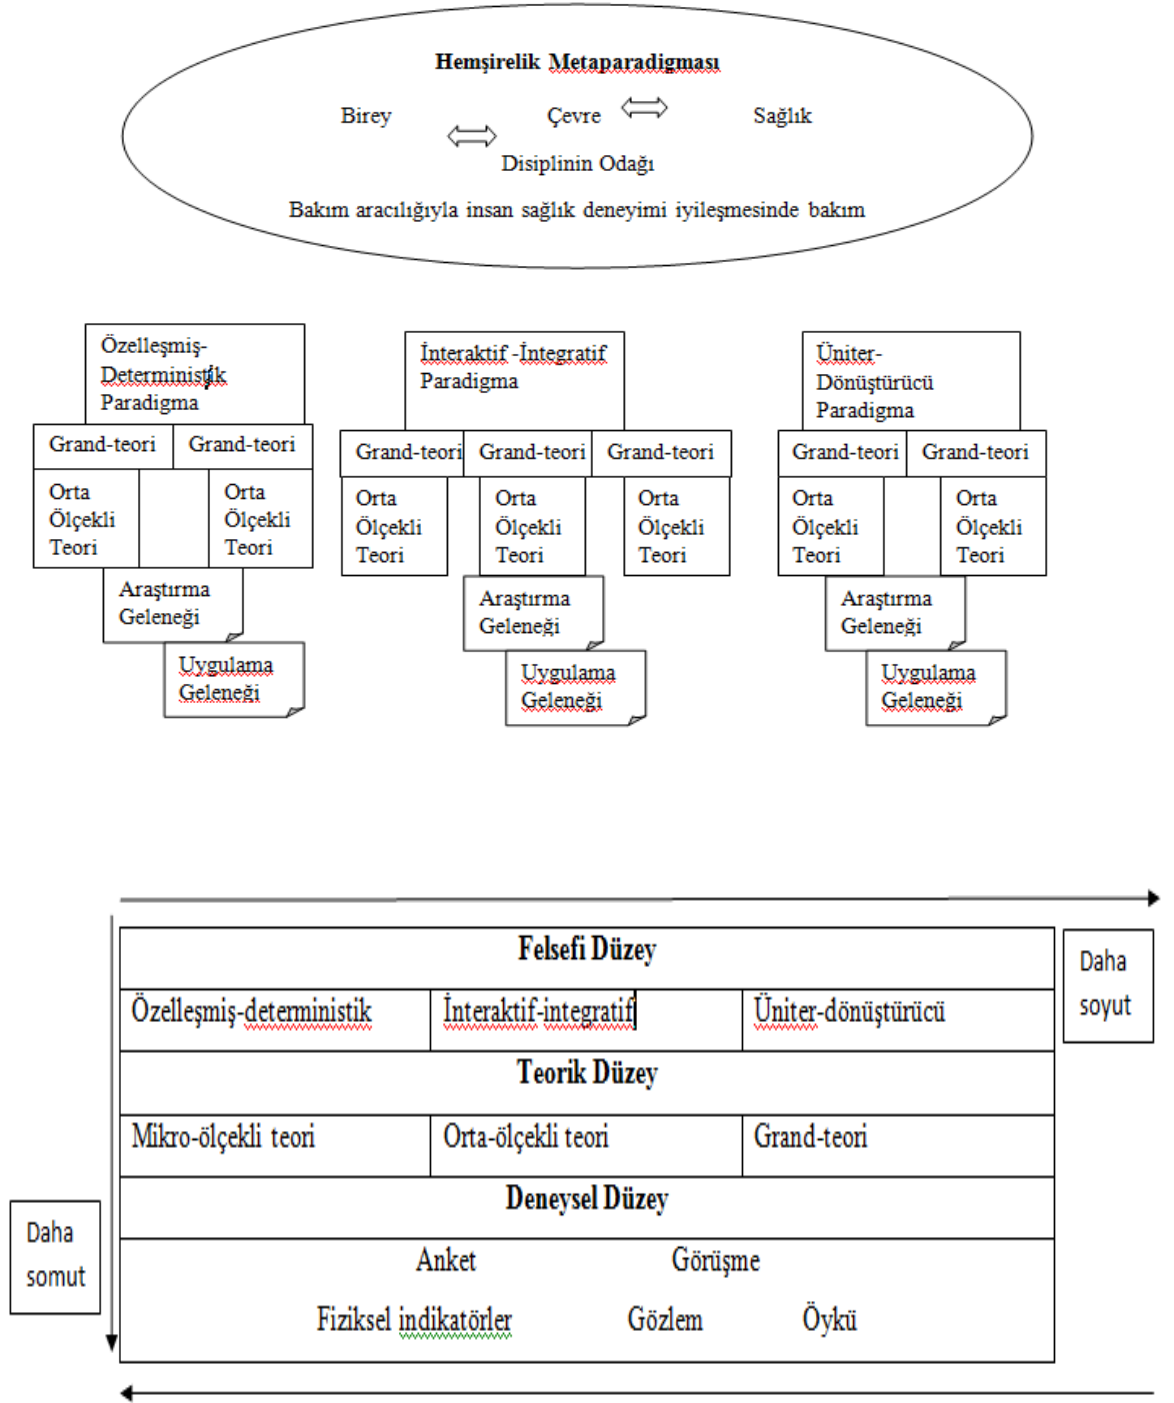 Hemşirelik Metaparadigması
Birey Çevre Sağlık
Disiplinin Odağı
Bakım aracılığıyla insan sağlık deneyimi iyileşmesinde bakım
Özelleşmiş-
Deterministik
Paradigma
Grand-teori Grand-teori
Orta
Ölçekli
Teori
Orta
Ölçekli
Teori
Araştırma
Geleneği
Uygulama
Geleneği
İnteraktif -İntegratif
Paradigma
Grand-teori Grand-teori Grand-teori
Orta
Ölçekli
Teori
Orta
Ölçekli
Teori
Orta
Ölçekli
Teori
Araştırma
Geleneği
Uygulama
Geleneği
Üniter-
Dönüştürücü
Paradigma
Grand-teori Grand-teori
Orta
Ölçekli
Teori
Orta
Ölçekli
Teori
Araştırma
Geleneği
Uygulama
Geleneği
Felsefi Düzey
Özelleşmiş-deterministik İnteraktif-integratif Üniter-dönüştürücü
Teorik Düzey
Mikro-ölçekli teori Orta-ölçekli teori Grand-teori
Deneysel Düzey
Anket Görüşme
Fiziksel indikatörler Gözlem Öykü
Daha
soyut
Daha
somut